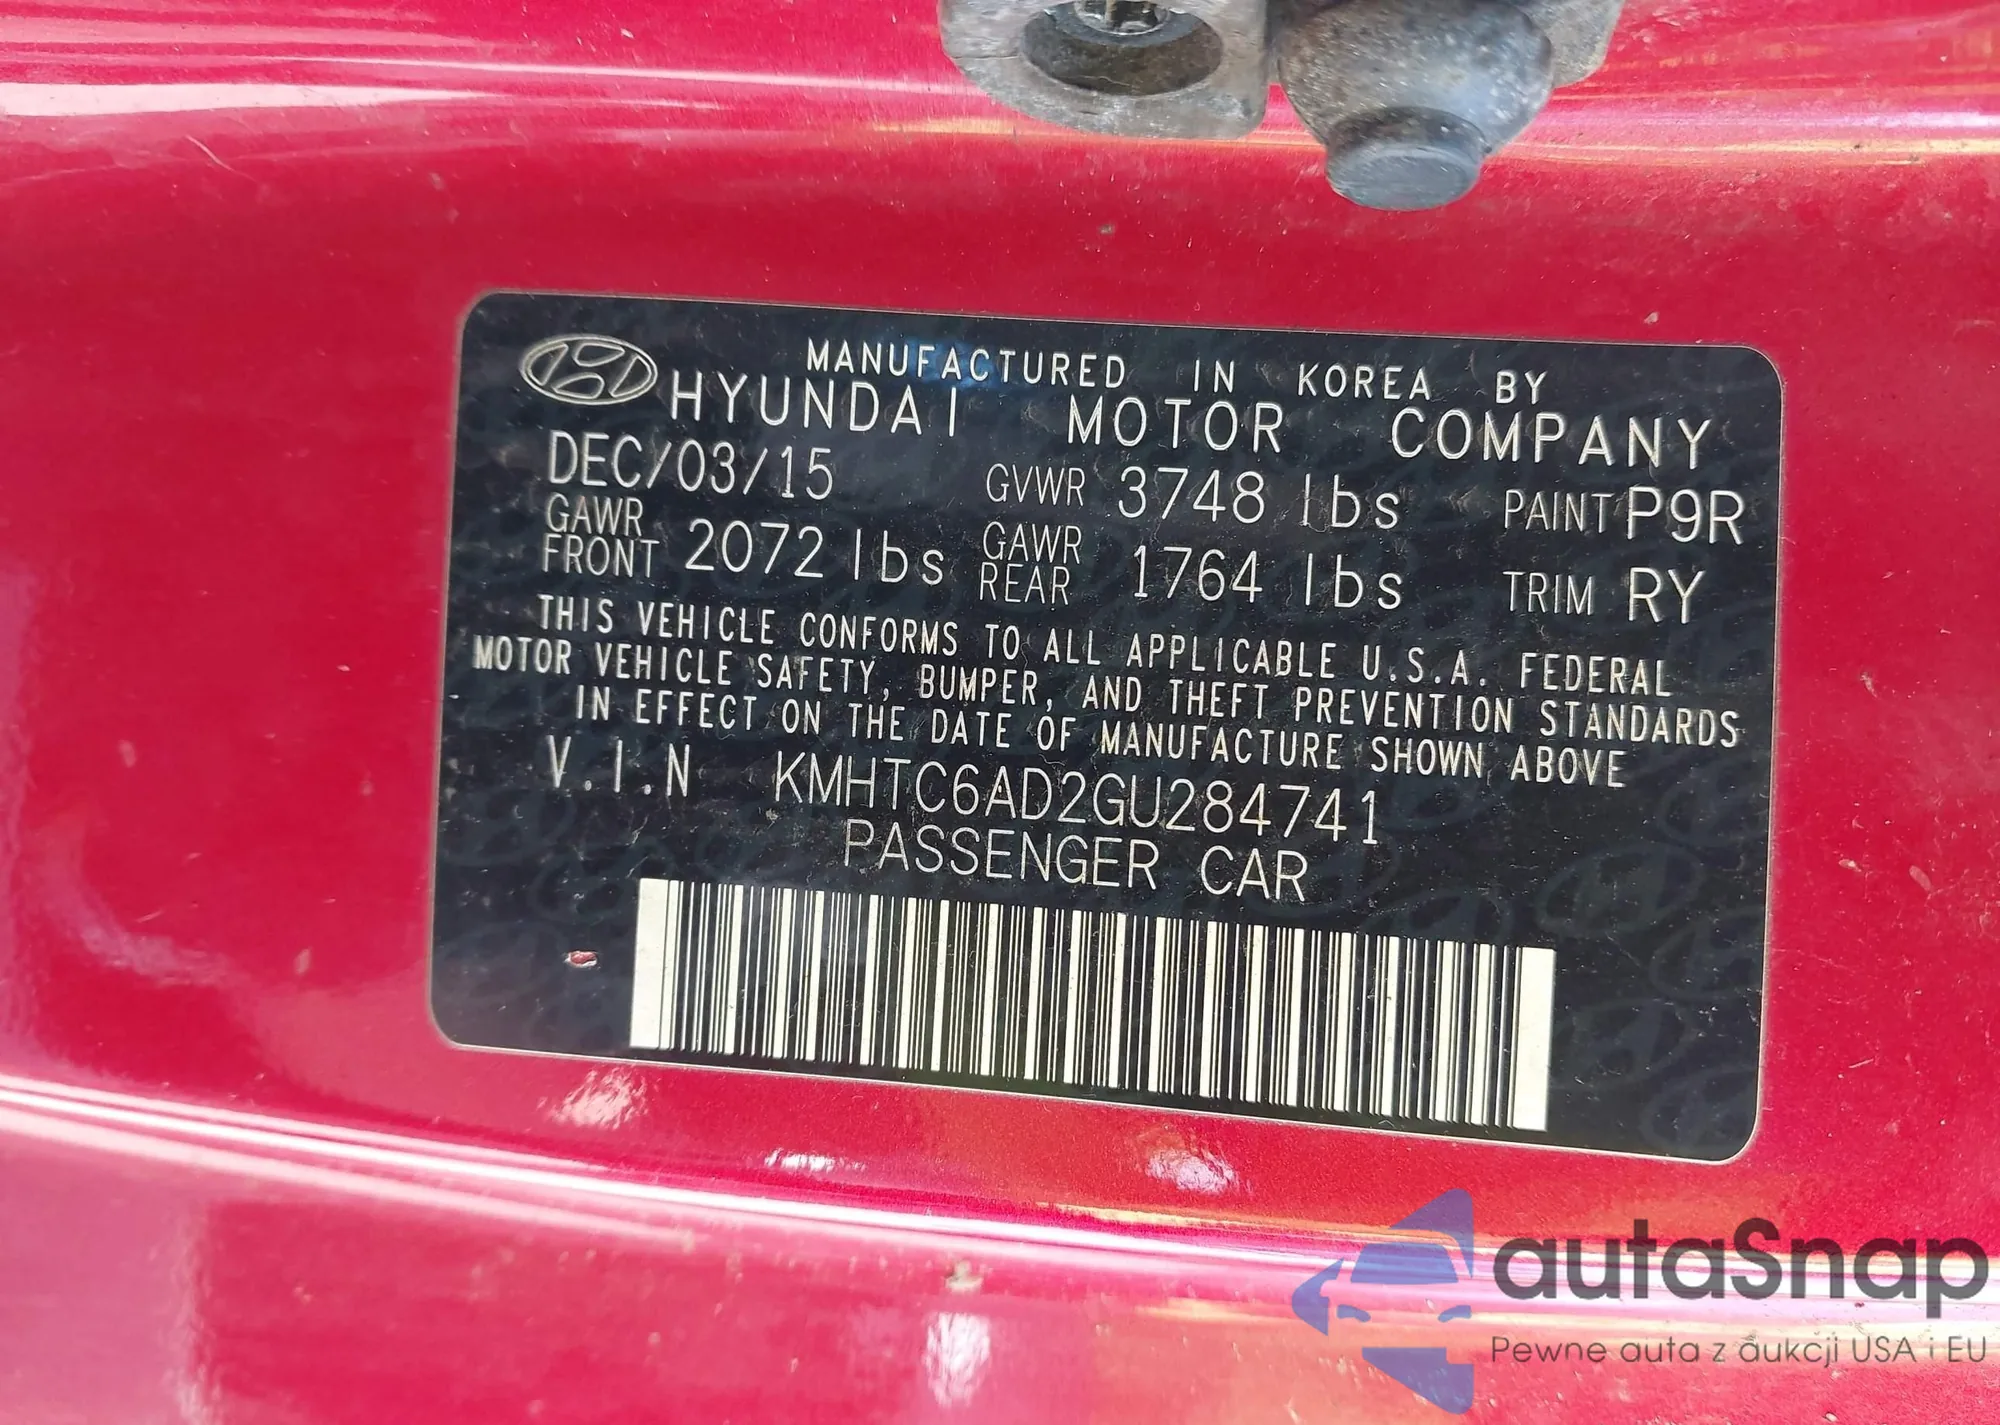 MANUFACTURED IN KOREA BY
HYUNDAI MOTOR COMPANY
DEC/03/15 GVWR 3748 lbs PAINT P9R
GAWR FRONT 2072 lbs GAWR REAR 1764 lbs TRIM RY
THIS VEHICLE CONFORMS TO ALL APPLICABLE U.S.A. FEDERAL
MOTOR VEHICLE SAFETY, BUMPER, AND THEFT PREVENTION STANDARDS
IN EFFECT ON THE DATE OF MANUFACTURE SHOWN ABOVE
V.I.N KMHTC6AD2GU284741
PASSENGER CAR
autaSnap
Pewne auta z aukcji USA i EU